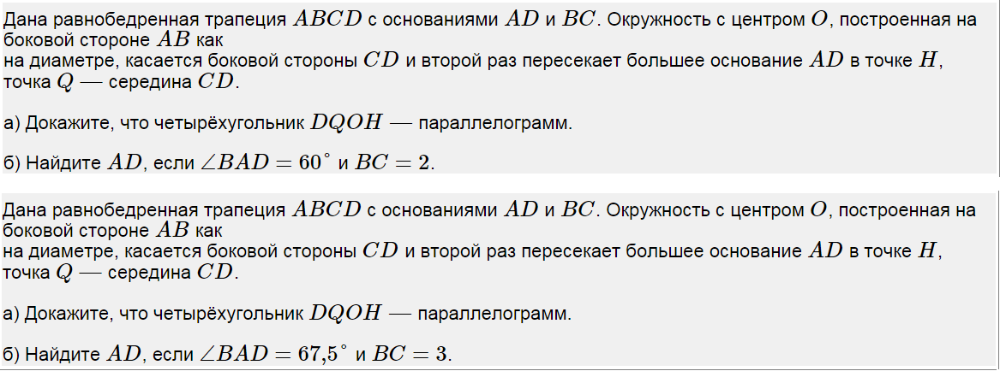 Дана равнобедренная трапеция ABCD с основаниями AD и BC. Окружность с центром O, построенная на
боковой стороне AB как
на диаметре, касается боковой стороны CD и второй раз пересекает большее основание AD в точке H,
точка Q — середина CD.
а) Докажите, что четырёхугольник DQOH — параллелограмм.
б) Найдите AD, если ∠BAD = 60° и BC = 2.
Дана равнобедренная трапеция ABCD с основаниями AD и BC. Окружность с центром O, построенная на
боковой стороне AB как
на диаметре, касается боковой стороны CD и второй раз пересекает большее основание AD в точке H,
точка Q — середина CD.
а) Докажите, что четырёхугольник DQOH — параллелограмм.
б) Найдите AD, если ∠BAD = 67,5° и BC = 3.